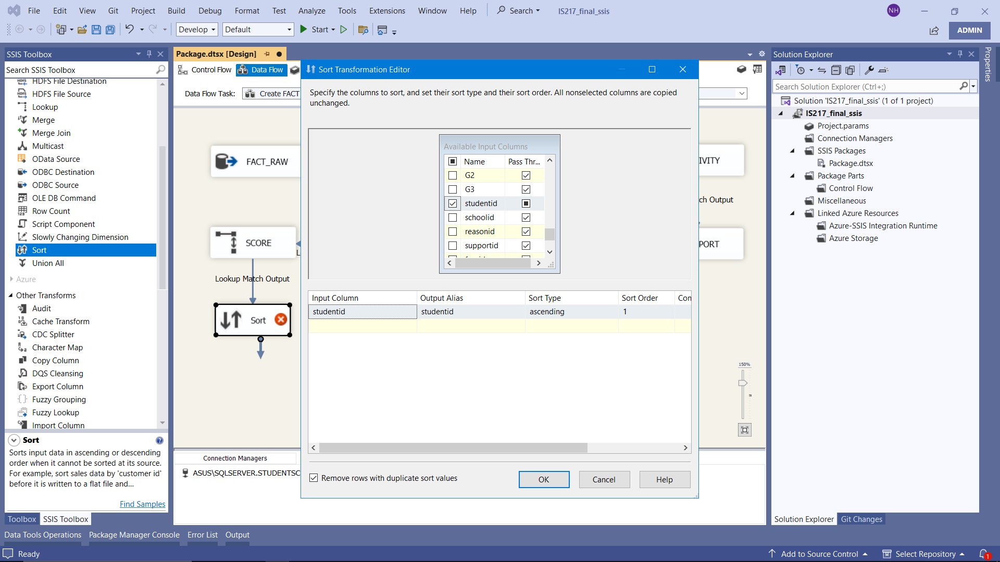 File Edit View Git Project Build Debug Format Test Analyze Tools Extensions Window Help Search IS217_final_ssis NH
Develop Default Start ADMIN
SSIS Toolbox
Search SSIS Toolbox
HDFS File Destination
HDFS File Source
Lookup
Merge
Merge Join
Multicast
OData Source
ODBC Destination
ODBC Source
OLE DB Command
Row Count
Script Component
Slowly Changing Dimension
Sort
Union All
Azure
Other Transforms
Audit
Cache Transform
CDC Splitter
Character Map
Copy Column
DQS Cleansing
Export Column
Fuzzy Grouping
Fuzzy Lookup
Import Column
Sort
Sorts input data in ascending or descending
order when it cannot be sorted at its source.
For example, sort sales data by 'customer id'
before it is written to a flat file and...
Find Samples
Toolbox SSIS Toolbox
Package.dtsx [Design]
Control Flow Data Flow
Data Flow Task: Create FACT
FACT_RAW
SCORE
Lookup Match Output
Sort
IVITY
ch Output
PORT
150%
Connection Managers
ASUS\SQLSERVER.STUDENTSC
Sort Transformation Editor
Specify the columns to sort, and set their sort type and their sort order. All nonselected columns are copied
unchanged.
Available Input Columns
Name Pass Thr...
G2
G3
studentid
schoolid
reasonid
supportid
Input Column Output Alias Sort Type Sort Order Con
studentid studentid ascending 1
Remove rows with duplicate sort values
OK Cancel Help
Solution Explorer
Search Solution Explorer (Ctrl+;)
Solution 'IS217_final_ssis' (1 of 1 project)
IS217_final_ssis
Project.params
Connection Managers
SSIS Packages
Package.dtsx
Package Parts
Control Flow
Miscellaneous
Linked Azure Resources
Azure-SSIS Integration Runtime
Azure Storage
Solution Explorer Git Changes
Properties
Data Tools Operations Package Manager Console Error List Output
Ready Add to Source Control Select Repository 1